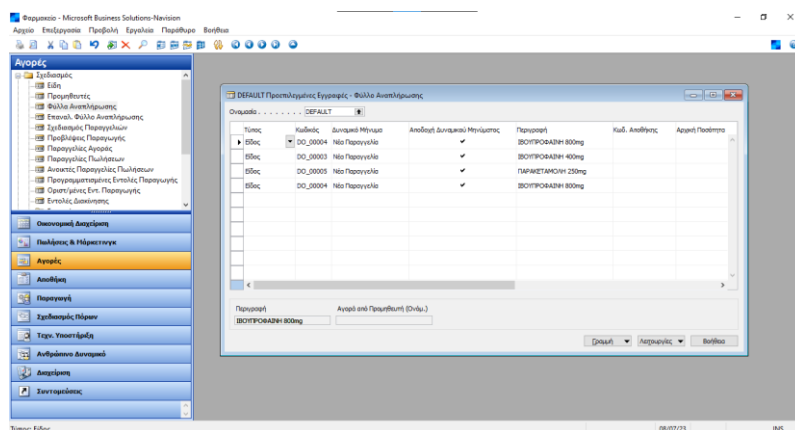 Φαρμακείο - Microsoft Business Solutions-Navision
Αρχείο Επεξεργασία Προβολή Εργαλεία Παράθυρο Βοήθεια
Αγορές
Σχεδιασμός
Είδη
Προμηθευτές
Φύλλα Αναπλήρωσης
Επαναλ. Φύλλα Αναπλήρωσης
Σχεδιασμός Παραγγελιών
Προβλέψεις Παραγωγής
Παραγγελίες Αγοράς
Παραγγελίες Πωλήσεων
Ανοικτές Παραγγελίες Πωλήσεων
Προγραμματισμένες Εντολές Παραγωγής
Οριστ/μένες Εντ. Παραγωγής
Εντολές Διακίνησης
Οικονομική Διαχείριση
Πωλήσεις & Μάρκετινγκ
Αγορές
Αποθήκη
Παραγωγή
Σχεδιασμός Πόρων
Τεχν. Υποστήριξη
Ανθρώπινο Δυναμικό
Διαχείριση
Συντομεύσεις
DEFAULT Προεπιλεγμένες Εγγραφές - Φύλλο Αναπλήρωσης
Ονομασία . . . . . . . . DEFAULT
Τύπος Κωδικός Δυναμικό Μήνυμα Αποδοχή Δυναμικού Μηνύματος Περιγραφή Κωδ. Αποθήκης Αρχική Ποσότητα
Είδος DO_00004 Νέα Παραγγελία ✔ ΙΒΟΥΠΡΟΦΑΙΝΗ 800mg
Είδος DO_00003 Νέα Παραγγελία ✔ ΙΒΟΥΠΡΟΦΑΙΝΗ 400mg
Είδος DO_00005 Νέα Παραγγελία ✔ ΠΑΡΑΚΕΤΑΜΟΛΗ 250mg
Είδος DO_00004 Νέα Παραγγελία ✔ ΙΒΟΥΠΡΟΦΑΙΝΗ 800mg
Περιγραφή Αγορά από Προμηθευτή (Ονόμ.)
ΙΒΟΥΠΡΟΦΑΙΝΗ 800mg
Γραμμή Λειτουργίες Βοήθεια
Τύπος: Είδος 08/07/23 INS